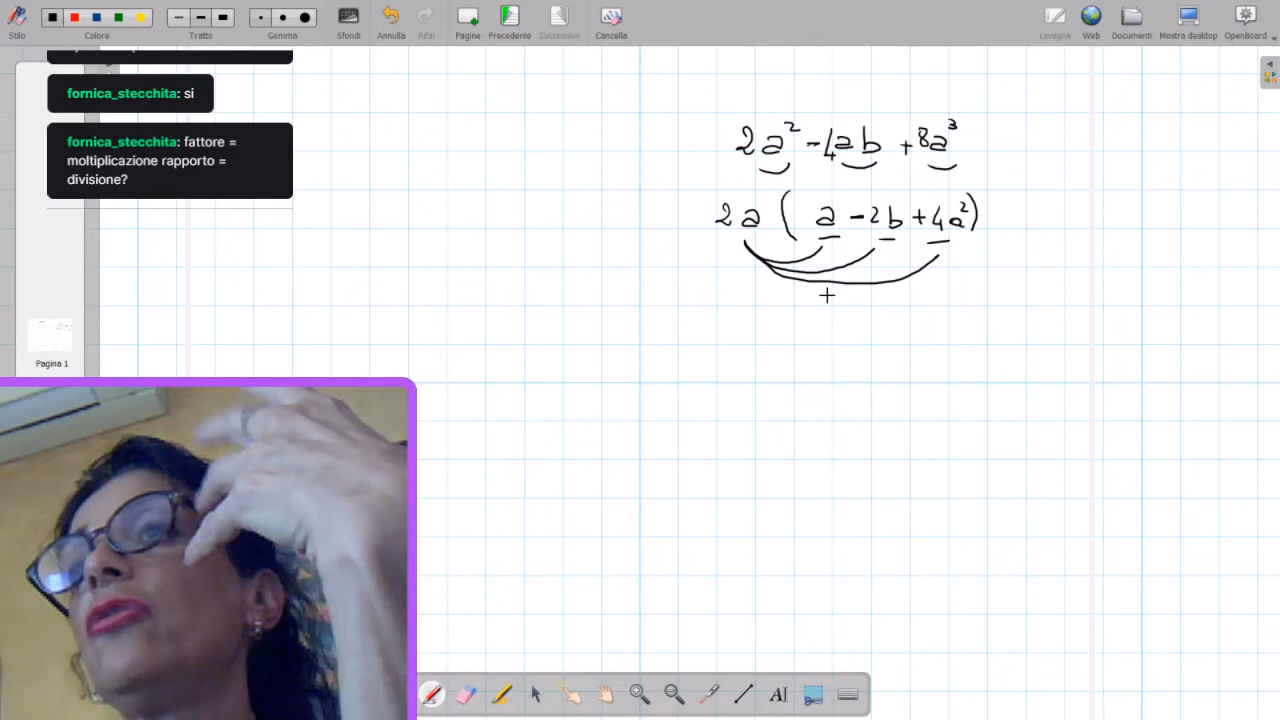 Stilo
Colore
Tratto
Gomma
Sfondi
Annulla
Rifai
Pagine
Precedente
Successivo
Cancella
Lavagna
Web
Documenti
Mostra desktop
OpenBoard
fornica_stecchita: si
fornica_stecchita: fattore =
moltiplicazione rapporto =
divisione?
Pagina 1
2a² - 4ab + 8a³
2a ( a - 2b + 4a²)
AI